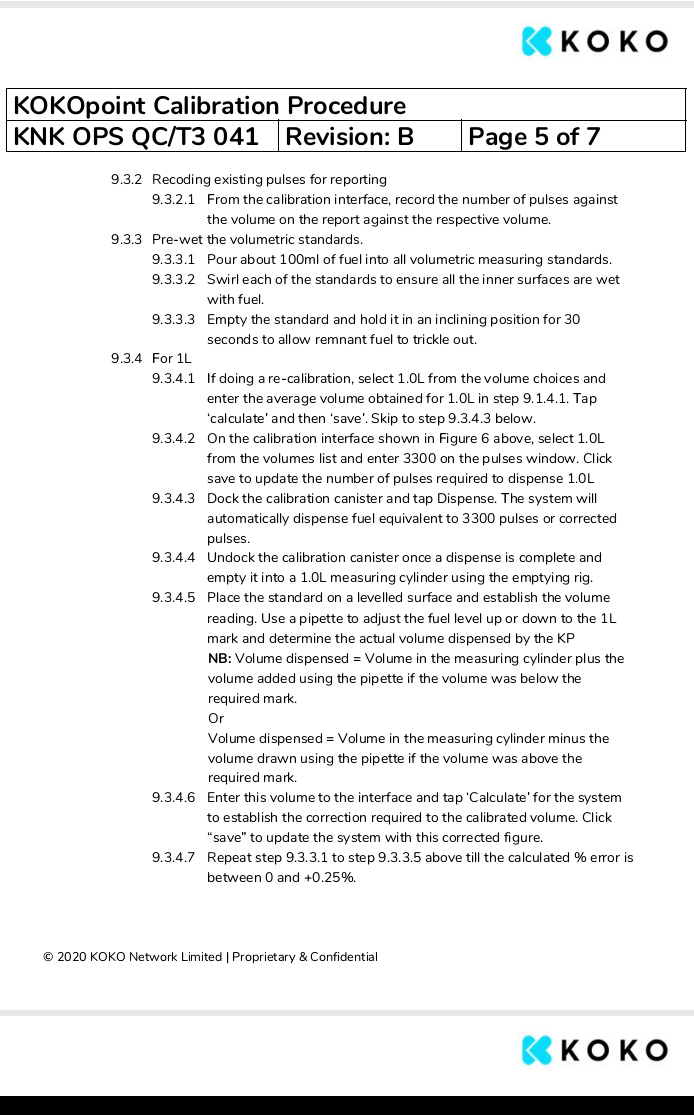 KOKO
KOKOpoint Calibration Procedure
KNK OPS QC/T3 041 Revision: B Page 5 of 7
9.3.2 Recoding existing pulses for reporting
9.3.2.1 From the calibration interface, record the number of pulses against
the volume on the report against the respective volume.
9.3.3 Pre-wet the volumetric standards.
9.3.3.1 Pour about 100ml of fuel into all volumetric measuring standards.
9.3.3.2 Swirl each of the standards to ensure all the inner surfaces are wet
with fuel.
9.3.3.3 Empty the standard and hold it in an inclining position for 30
seconds to allow remnant fuel to trickle out.
9.3.4 For 1L
9.3.4.1 If doing a re-calibration, select 1.0L from the volume choices and
enter the average volume obtained for 1.0L in step 9.1.4.1. Tap
‘calculate’ and then ‘save’. Skip to step 9.3.4.3 below.
9.3.4.2 On the calibration interface shown in Figure 6 above, select 1.0L
from the volumes list and enter 3300 on the pulses window. Click
save to update the number of pulses required to dispense 1.0L
9.3.4.3 Dock the calibration canister and tap Dispense. The system will
automatically dispense fuel equivalent to 3300 pulses or corrected
pulses.
9.3.4.4 Undock the calibration canister once a dispense is complete and
empty it into a 1.0L measuring cylinder using the emptying rig.
9.3.4.5 Place the standard on a levelled surface and establish the volume
reading. Use a pipette to adjust the fuel level up or down to the 1L
mark and determine the actual volume dispensed by the KP
NB: Volume dispensed = Volume in the measuring cylinder plus the
volume added using the pipette if the volume was below the
required mark.
Or
Volume dispensed = Volume in the measuring cylinder minus the
volume drawn using the pipette if the volume was above the
required mark.
9.3.4.6 Enter this volume to the interface and tap ‘Calculate’ for the system
to establish the correction required to the calibrated volume. Click
“save” to update the system with this corrected figure.
9.3.4.7 Repeat step 9.3.3.1 to step 9.3.3.5 above till the calculated % error is
between 0 and +0.25%.
© 2020 KOKO Network Limited | Proprietary & Confidential
KOKO